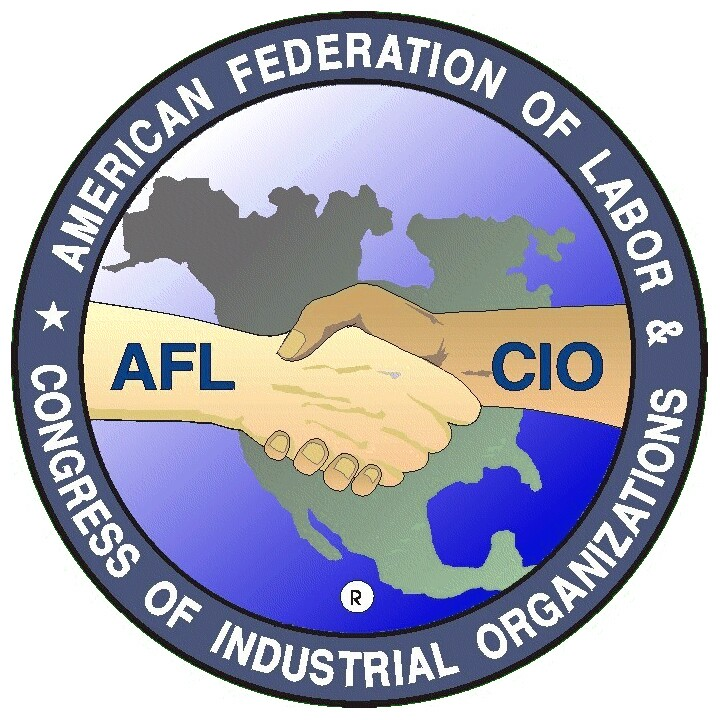 AMERICAN FEDERATION OF LABOR &
CONGRESS OF INDUSTRIAL ORGANIZATIONS
AFL
CIO
R